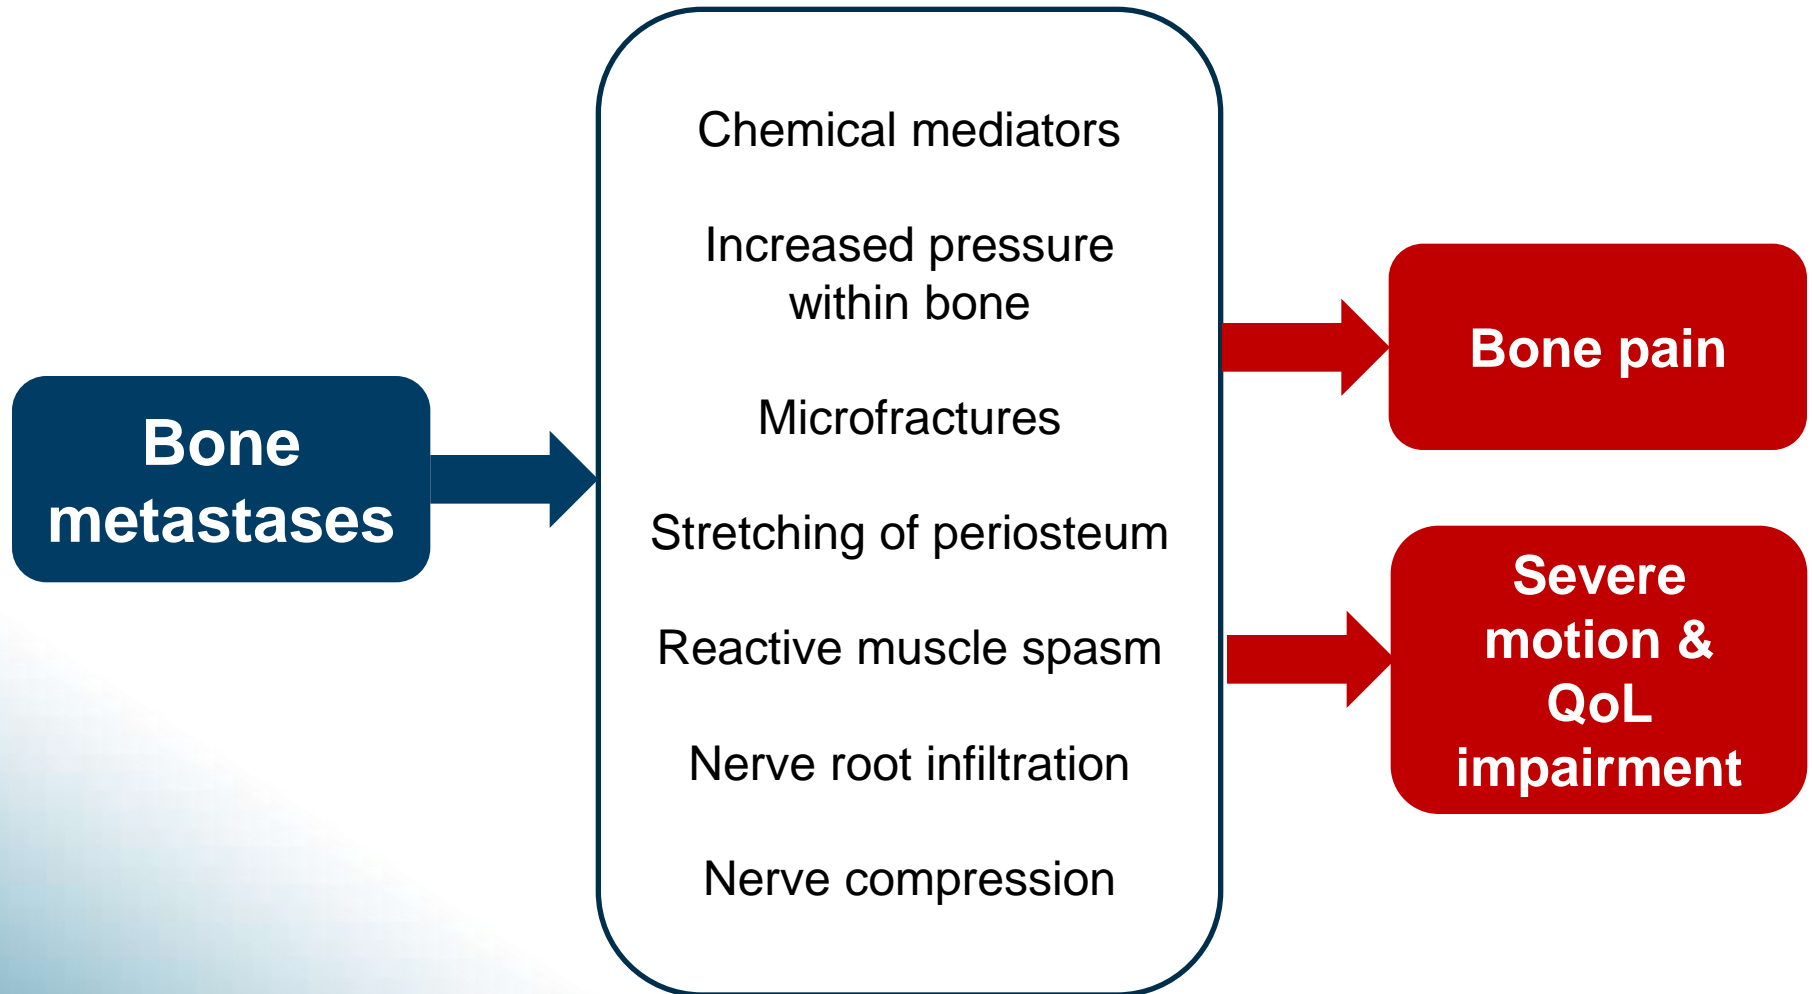 Bone
metastases
Chemical mediators
Increased pressure
within bone
Microfractures
Stretching of periosteum
Reactive muscle spasm
Nerve root infiltration
Nerve compression
Bone pain
Severe
motion &
QoL
impairment